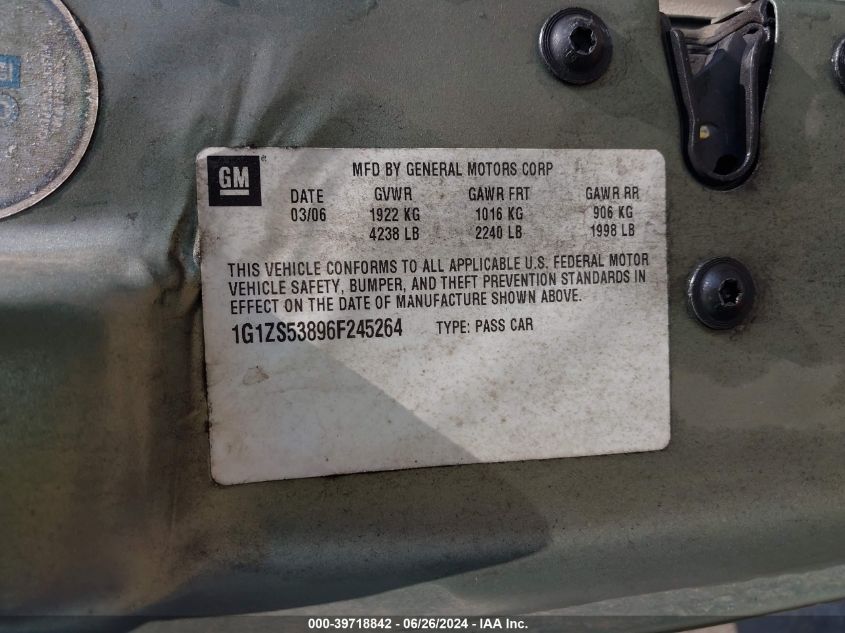 GM
MFD BY GENERAL MOTORS CORP
DATE GVWR GAWR FRT GAWR RR
03/06 1922 KG 1016 KG 906 KG
4238 LB 2240 LB 1998 LB
THIS VEHICLE CONFORMS TO ALL APPLICABLE U.S. FEDERAL MOTOR
VEHICLE SAFETY, BUMPER, AND THEFT PREVENTION STANDARDS IN
EFFECT ON THE DATE OF MANUFACTURE SHOWN ABOVE.
1G1ZS53896F245264 TYPE: PASS CAR
000-39718842 - 06/26/2024 - IAA Inc.